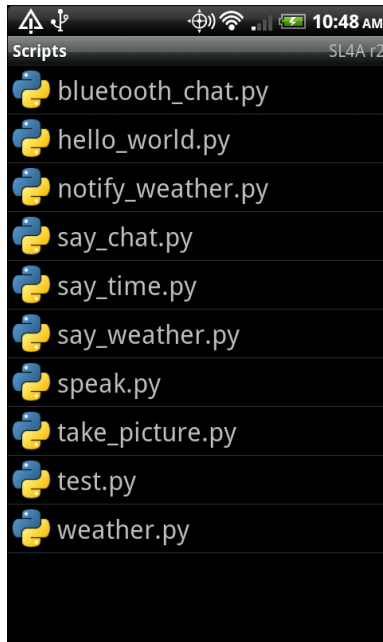 10:48 AM
Scripts SL4A r2
bluetooth_chat.py
hello_world.py
notify_weather.py
say_chat.py
say_time.py
say_weather.py
speak.py
take_picture.py
test.py
weather.py